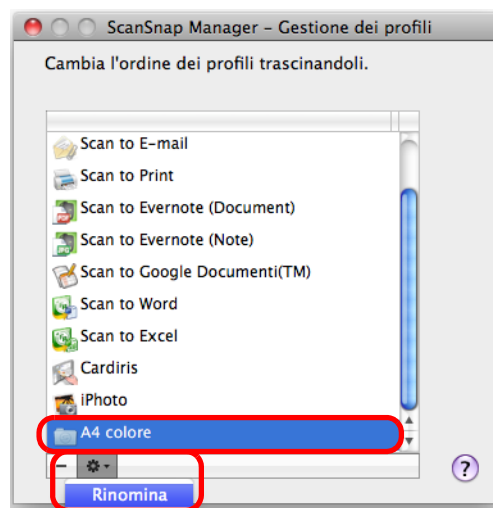 ScanSnap Manager – Gestione dei profili
Cambia l'ordine dei profili trascinandoli.
Scan to E-mail
Scan to Print
Scan to Evernote (Document)
Scan to Evernote (Note)
Scan to Google Documenti(TM)
Scan to Word
Scan to Excel
Cardiris
iPhoto
A4 colore
Rinomina